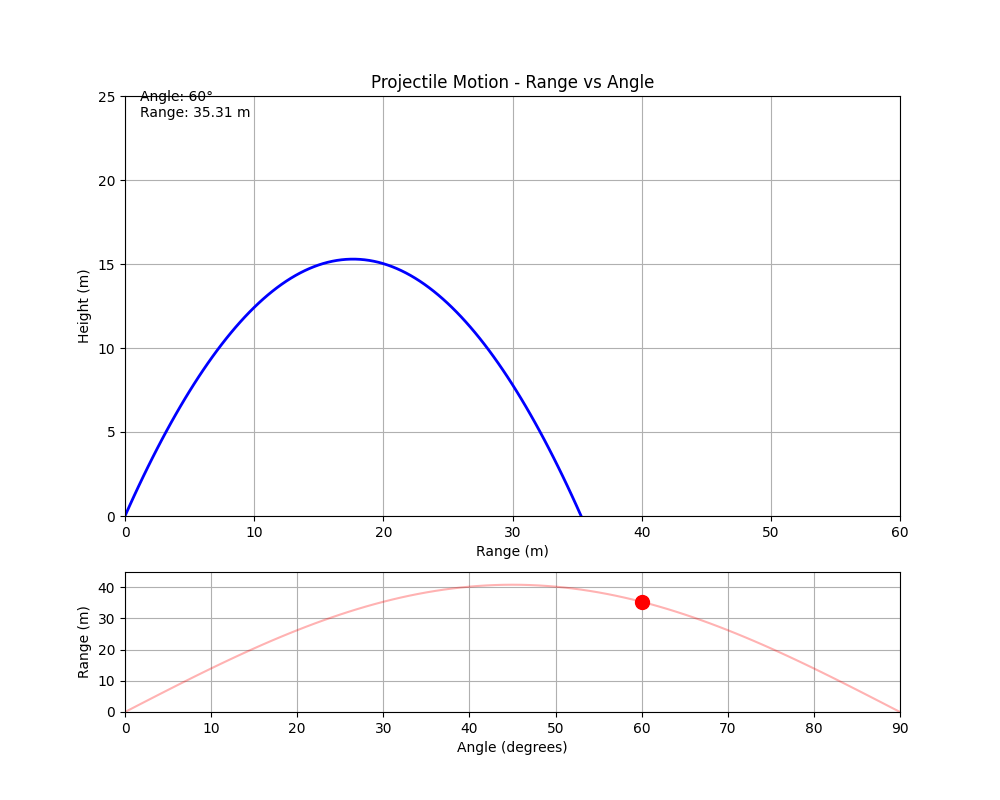 Projectile Motion - Range vs Angle
Angle: 60°
Range: 35.31 m
25
20
15
10
5
0
Height (m)
0 10 20 30 40 50 60
Range (m)
40
30
20
10
0
Range (m)
0 10 20 30 40 50 60 70 80 90
Angle (degrees)